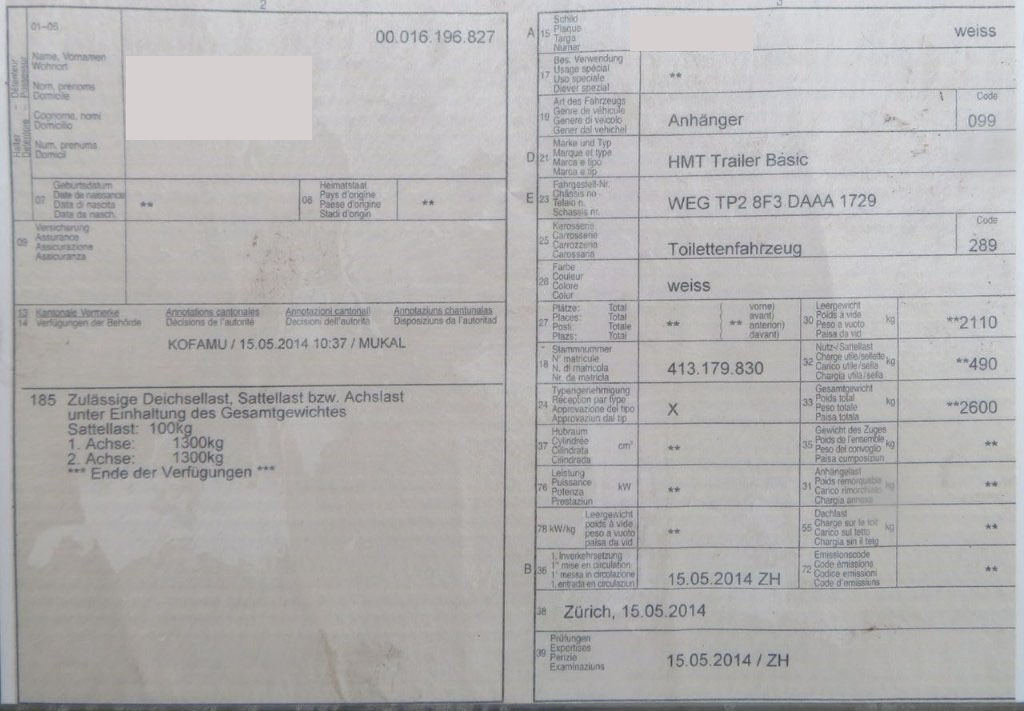 2
01-06
00.016.196.827
Halter - Détenteur
Detentore - Possessur
Name, Vornamen
Wohnort
Nom, prénoms
Domicile
Cognome, nomi
Domicilio
Num, prenums
Domicil
07
Geburtsdatum
Date de naissance
Data di nascita
Data da nasch.
**
08
Heimatstaat
Pays d'origine
Paese d'origine
Stadi d'origin
**
09
Versicherung
Assurance
Assicurazione
Assicuranza
13
14
Kantonale Vermerke
Verfügungen der Behörde
Annotations cantonales
Décisions de l'autorité
Annotazioni cantonali
Decisioni dell'autorità
Annotaziuns chantunalas
Disposiziuns da l'autoritad
KOFAMU / 15.05.2014 10:37 / MUKAL
185 Zulässige Deichsellast, Sattellast bzw. Achslast
unter Einhaltung des Gesamtgewichtes
Sattellast: 100kg
1. Achse: 1300kg
2. Achse: 1300kg
*** Ende der Verfügungen ***
A
15
Schild
Plaque
Targa
Numer
weiss
17
Bes. Verwendung
Usage spécial
Uso speciale
Diever spezial
**
19
Art des Fahrzeugs
Genre de véhicule
Genere di veicolo
Gener dal vehichel
Anhänger
Code
099
D
21
Marke und Typ
Marque et type
Marca e tipo
Marca e tip
HMT Trailer Basic
E
23
Fahrgestell-Nr.
Châssis no
Telaio n.
Schassis nr.
WEG TP2 8F3 DAAA 1729
25
Karosserie
Carrosserie
Carrozzeria
Carossaria
Toilettenfahrzeug
Code
289
26
Farbe
Couleur
Colore
Colur
weiss
27
Plätze: Total
Places: Total
Posti: Totale
Plazs: Total
**
( vorne)
( ** avant)
anterion)
( davant)
30
Leergewicht
Poids à vide
Peso a vuoto
Paisa da vid
kg
**2110
18
Stammnummer
N° matricule
N. di matricola
Nr. da matricla
413.179.830
32
Nutz-/Sattellast
Charge utile/sellette
Carico utile/sella
Chargia utila/sella
kg
**490
24
Typengenehmigung
Réception par type
Approvazione del tipo
Approvaziun dal tip
X
33
Gesamtgewicht
Poids total
Peso totale
Paisa totala
kg
**2600
37
Hubraum
Cylindrée
Cilindrata
Cilindrada
cm³
**
35
Gewicht des Zuges
Poids de l'ensemble
Peso del convoglio
Paisa cumposiziun
kg
**
76
Leistung
Puissance
Potenza
Prestaziun
kW
**
31
Anhängelast
Poids remorquable
Carico rimorchiato
Chargia annexa
kg
**
78 kW/kg
Leergewicht
poids à vide
peso a vuoto
paisa da vid
**
55
Dachlast
Charge sur le toit
Carico sul tetto
Chargia sin il tetg
kg
**
B
36
1. Inverkehrsetzung
1re mise en circulation
1a messa in circolazione
1. entrada en circulaziun
15.05.2014 ZH
72
Emissionscode
Code émissions
Codice emissioni
Code d'emissiuns
**
38
Zürich, 15.05.2014
39
Prüfungen
Expertises
Perizie
Examinaziuns
15.05.2014 / ZH